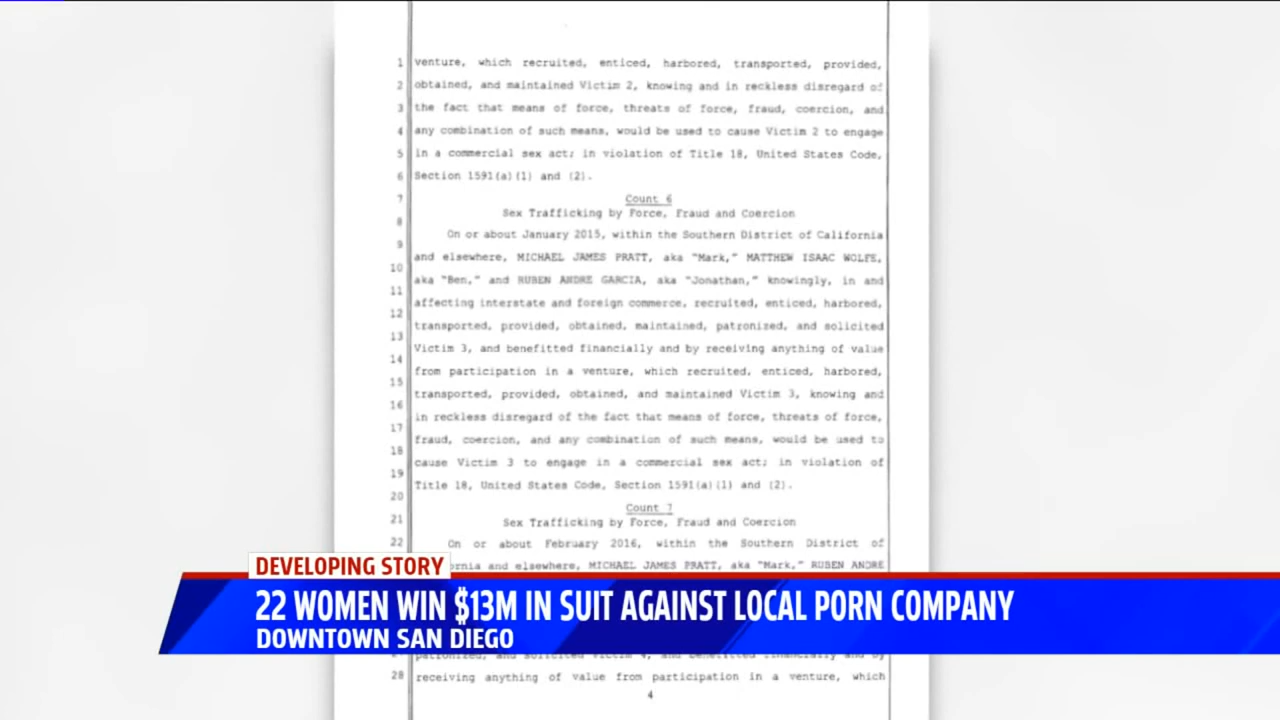 venture, which recruited, enticed, harbored, transported, provided,
obtained, and maintained Victim 2, knowing and in reckless disregard of
the fact that means of force, threats of force, fraud, coercion, and
any combination of such means, would be used to cause Victim 2 to engage
in a commercial sex act; in violation of Title 18, United States Code,
Section 1591(a)(1) and (2).
Count 6
Sex Trafficking by Force, Fraud and Coercion
On or about January 2015, within the Southern District of California
and elsewhere, MICHAEL JAMES PRATT, aka "Mark," MATTHEW ISAAC WOLFE,
aka "Ben," and RUBEN ANDRE GARCIA, aka "Jonathan," knowingly, in and
affecting interstate and foreign commerce, recruited, enticed, harbored,
transported, provided, obtained, maintained, patronized, and solicited
Victim 3, and benefitted financially and by receiving anything of value
from participation in a venture, which recruited, enticed, harbored,
transported, provided, obtained, and maintained Victim 3, knowing and
in reckless disregard of the fact that means of force, threats of force,
fraud, coercion, and any combination of such means, would be used to
cause Victim 3 to engage in a commercial sex act; in violation of
Title 18, United States Code, Section 1591(a)(1) and (2).
Count 7
Sex Trafficking by Force, Fraud and Coercion
On or about February 2016, within the Southern District of
and elsewhere, MICHAEL JAMES PRATT, aka "Mark," RUBEN ANDRE
DEVELOPING STORY
22 WOMEN WIN $13M IN SUIT AGAINST LOCAL PORN COMPANY
DOWNTOWN SAN DIEGO
patronized, and solicited Victim 4, and benefitted financially and by
receiving anything of value from participation in a venture, which
1
2
3
4
5
6
7
8
9
10
11
12
13
14
15
16
17
18
19
20
21
22
28
4